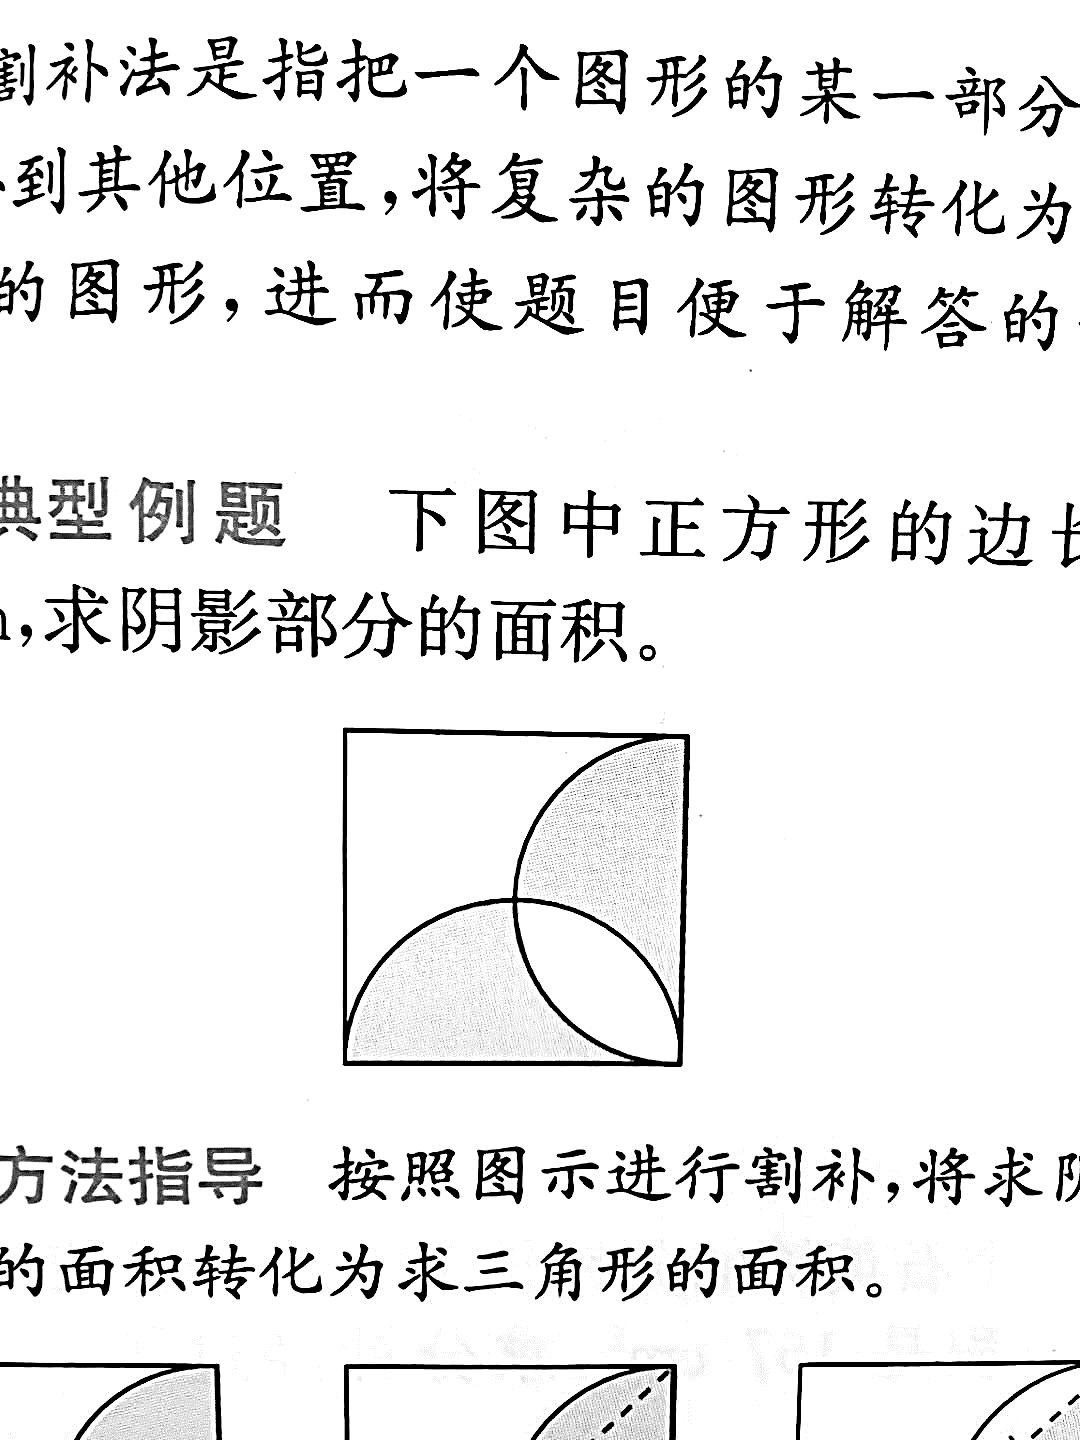 割补法是指把一个图形的某一部分
到其他位置,将复杂的图形转化为
的图形,进而使题目便于解答的
典型例题 下图中正方形的边长
,求阴影部分的面积。
方法指导 按照图示进行割补,将求阴
的面积转化为求三角形的面积。